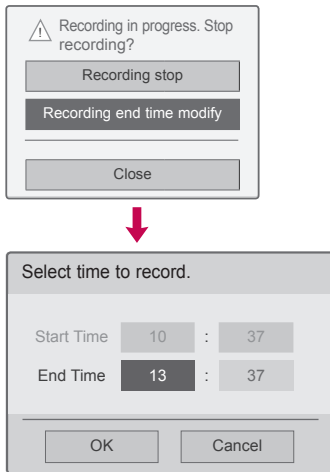 Recording in progress. Stop
recording?
Recording stop
Recording end time modify
Close
Select time to record.
Start Time 10 : 37
End Time 13 : 37
OK Cancel